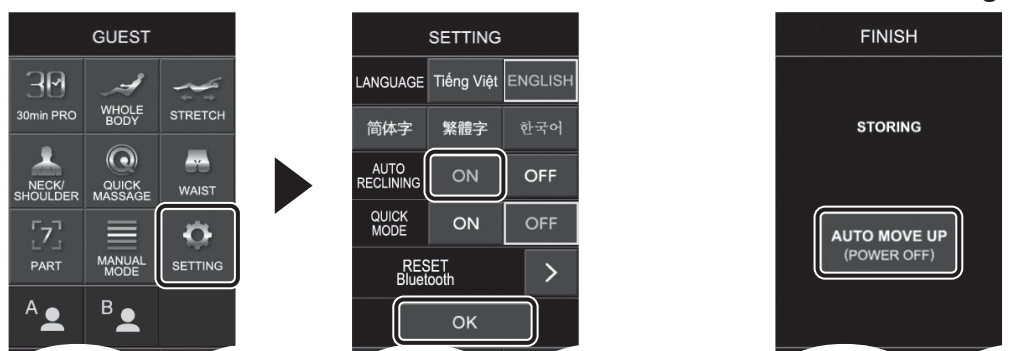 GUEST
30
30min PRO
WHOLE
BODY
STRETCH
NECK/
SHOULDER
QUICK
MASSAGE
WAIST
7
PART
MANUAL
MODE
SETTING
A
B
SETTING
LANGUAGE
Tiếng Việt
ENGLISH
简体字
繁體字
한국어
AUTO
RECLINING
ON
OFF
QUICK
MODE
ON
OFF
RESET
Bluetooth
OK
FINISH
STORING
AUTO MOVE UP
(POWER OFF)